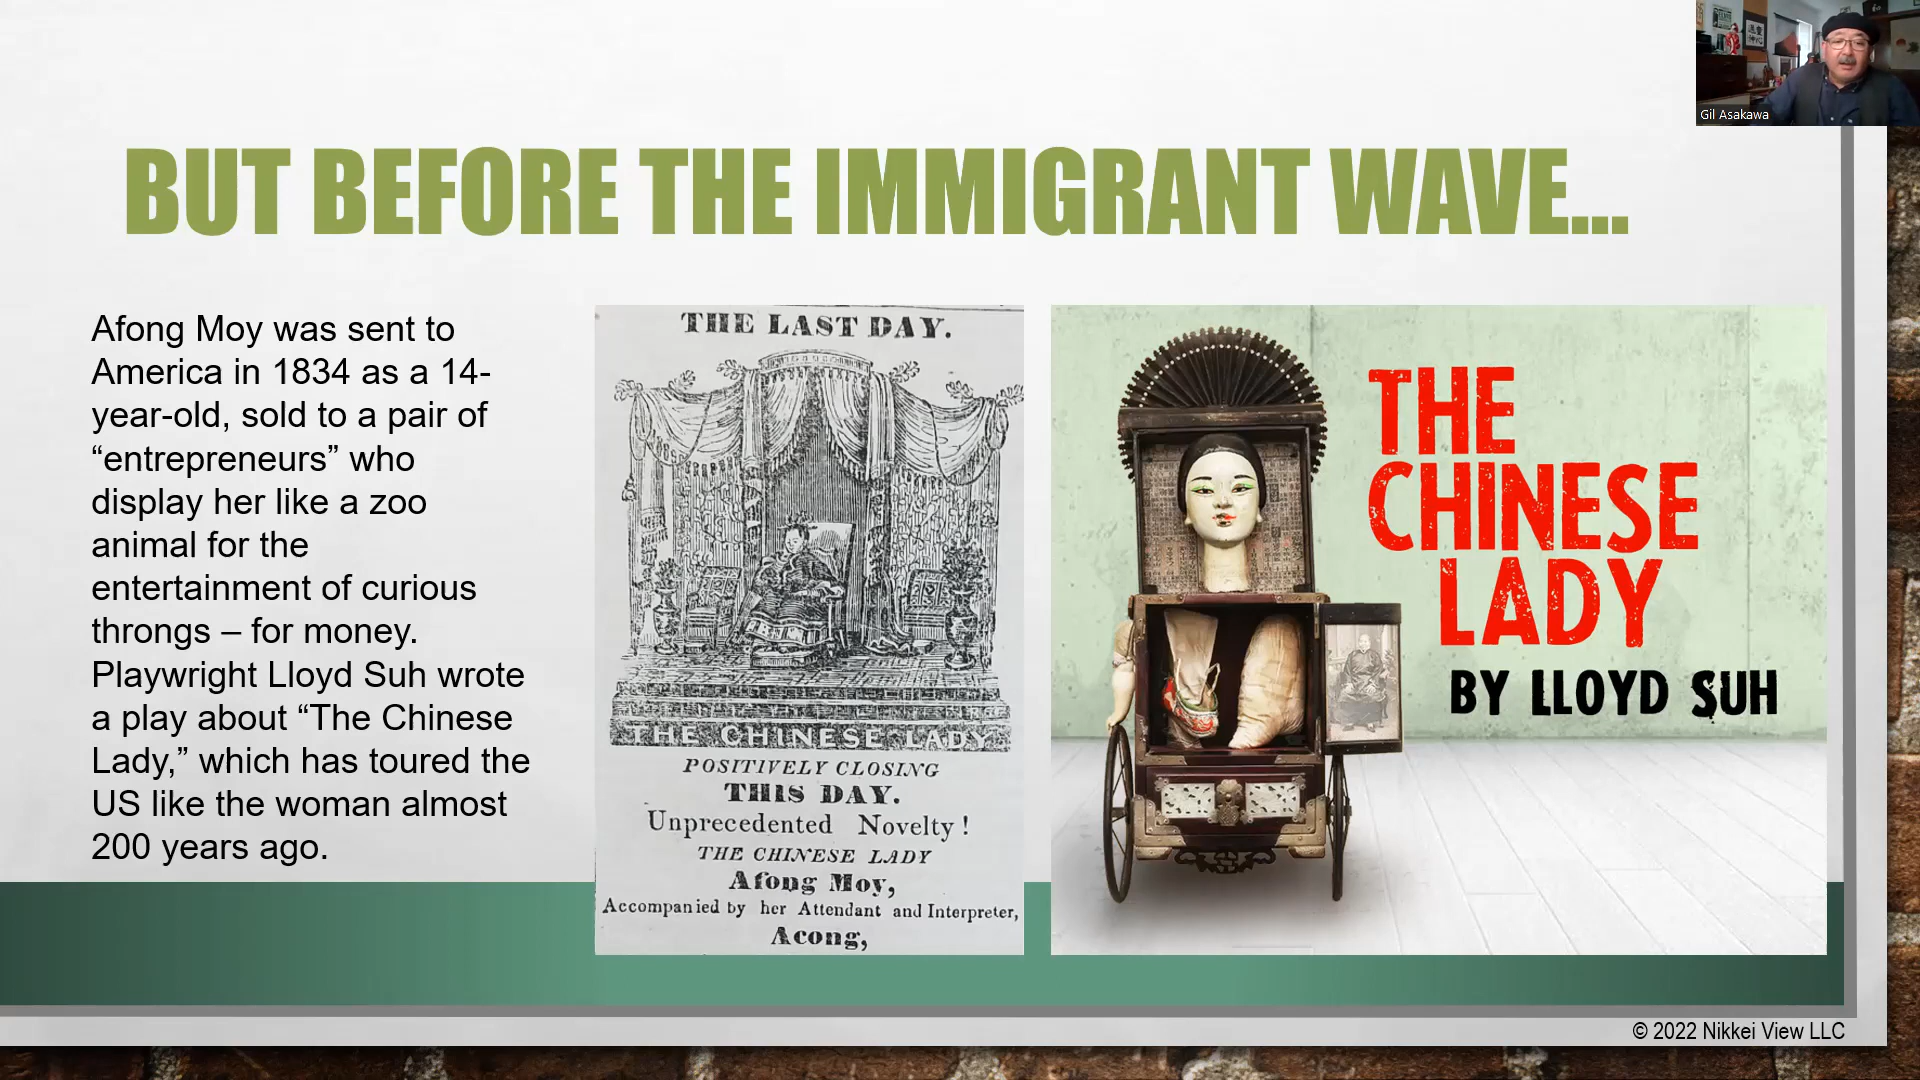 Gil Asakawa
BUT BEFORE THE IMMIGRANT WAVE...
Afong Moy was sent to
America in 1834 as a 14-
year-old, sold to a pair of
“entrepreneurs” who
display her like a zoo
animal for the
entertainment of curious
throngs – for money.
Playwright Lloyd Suh wrote
a play about “The Chinese
Lady,” which has toured the
US like the woman almost
200 years ago.
THE LAST DAY.
THE CHINESE LADY
POSITIVELY CLOSING
THIS DAY.
Unprecedented Novelty!
THE CHINESE LADY
Afong Moy,
Accompanied by her Attendant and Interpreter,
Acong,
THE
CHINESE
LADY
BY LLOYD SUH
© 2022 Nikkei View LLC